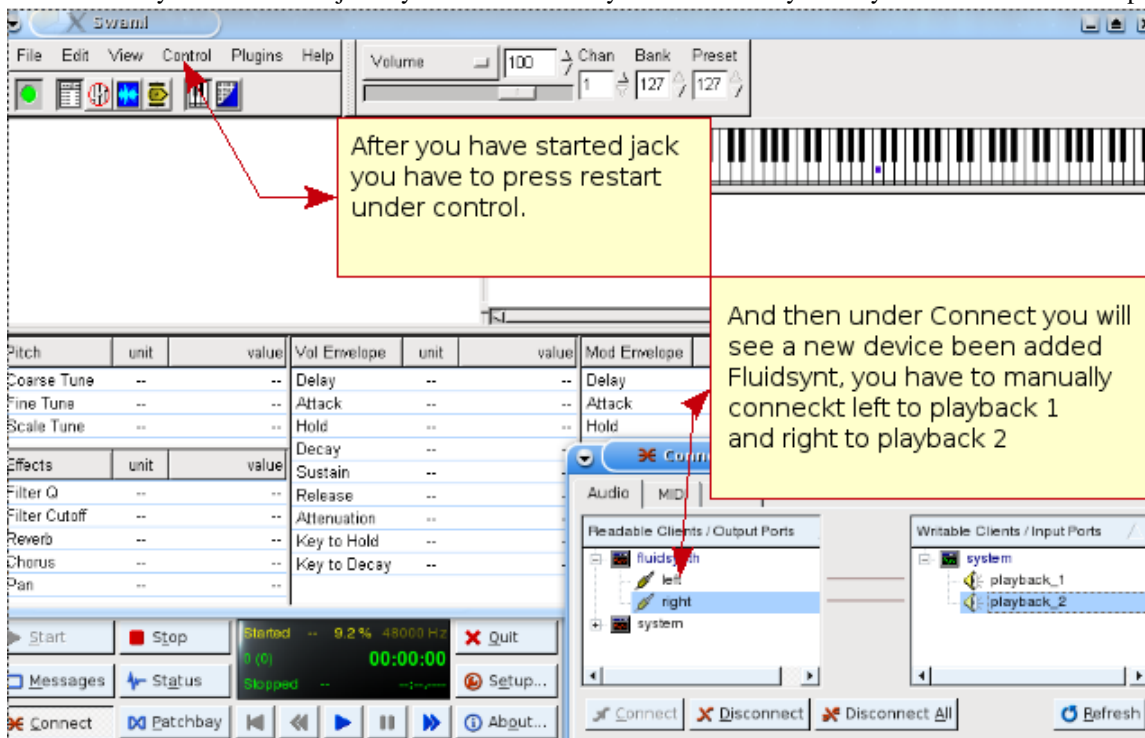 Swami
File Edit View Control Plugins Help
Volume 100 Chan Bank Preset
1 127 127
After you have started jack
you have to press restart
under control.
And then under Connect you will
see a new device been added
Fluidsynt, you have to manually
conneckt left to playback 1
and right to playback 2
Pitch unit value Vol Envelope unit value Mod Envelope
Coarse Tune -- -- Delay -- -- Delay
Fine Tune -- -- Attack -- -- Attack
Scale Tune -- -- Hold -- -- Hold
Decay --
Effects unit value Sustain --
Filter Q -- -- Release --
Filter Cutoff -- -- Attenuation --
Reverb -- -- Key to Hold --
Chorus -- -- Key to Decay --
Pan -- --
Audio MIDI
Readable Clients / Output Ports Writable Clients / Input Ports
fluidsynth system
left playback_1
right playback_2
system
Start Stop Started -- 9.2 % 48000 Hz Quit
0 (0) 00:00:00
Messages Status Stopped -- --:--.---- Setup...
Connect Patchbay About...
Connect Disconnect Disconnect All Refresh